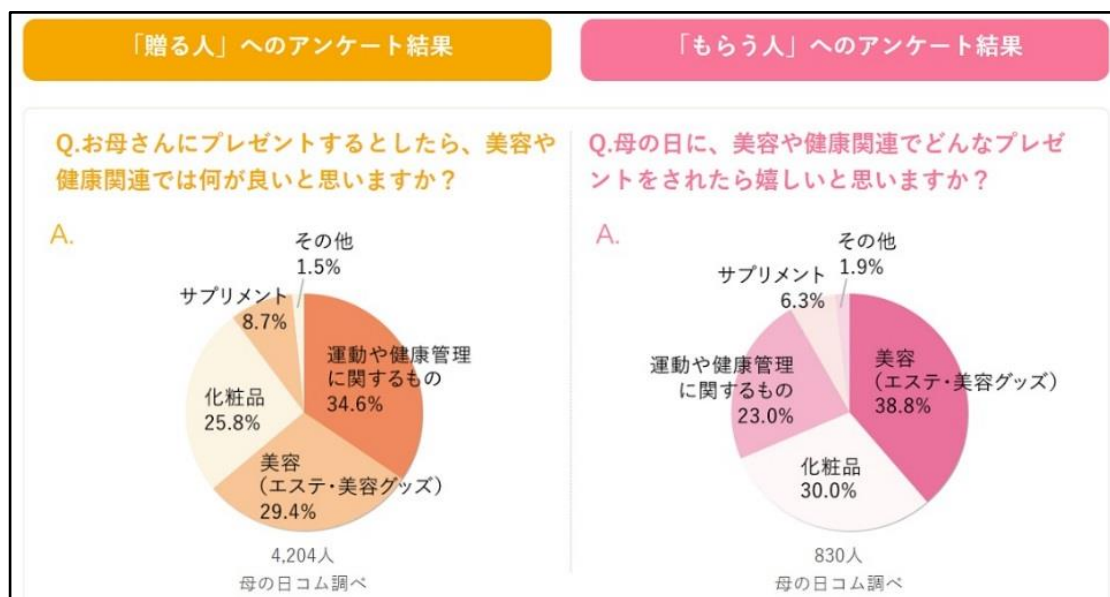 「贈る人」へのアンケート結果
Q.お母さんにプレゼントするとしたら、美容や
健康関連では何が良いと思いますか？
A.
その他
1.5%
サプリメント
8.7%
運動や健康管理
に関するもの
34.6%
化粧品
25.8%
美容
（エステ・美容グッズ）
29.4%
4,204人
母の日コム調べ
「もらう人」へのアンケート結果
Q.母の日に、美容や健康関連でどんなプレゼ
ントをされたら嬉しいと思いますか？
A.
その他
1.9%
サプリメント
6.3%
美容
（エステ・美容グッズ）
38.8%
運動や健康管理
に関するもの
23.0%
化粧品
30.0%
830人
母の日コム調べ